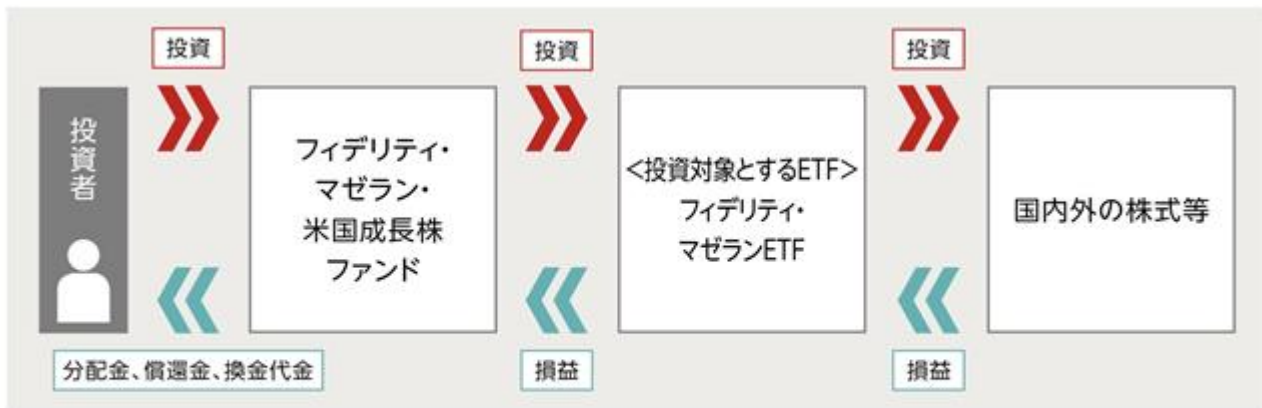 投資
投資
投資
投資者
フィデリティ・
マゼラン・
米国成長株
ファンド
<投資対象とするETF>
フィデリティ・
マゼランETF
国内外の株式等
分配金、償還金、換金代金
損益
損益